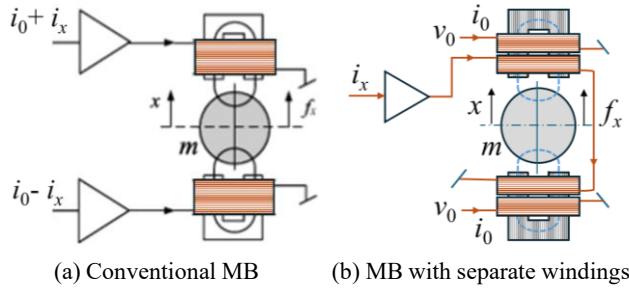 i₀+ iₓ
x
fₓ
m
i₀- iₓ
(a) Conventional MB
i₀
v₀
iₓ
x
fₓ
m
v₀
i₀
(b) MB with separate windings